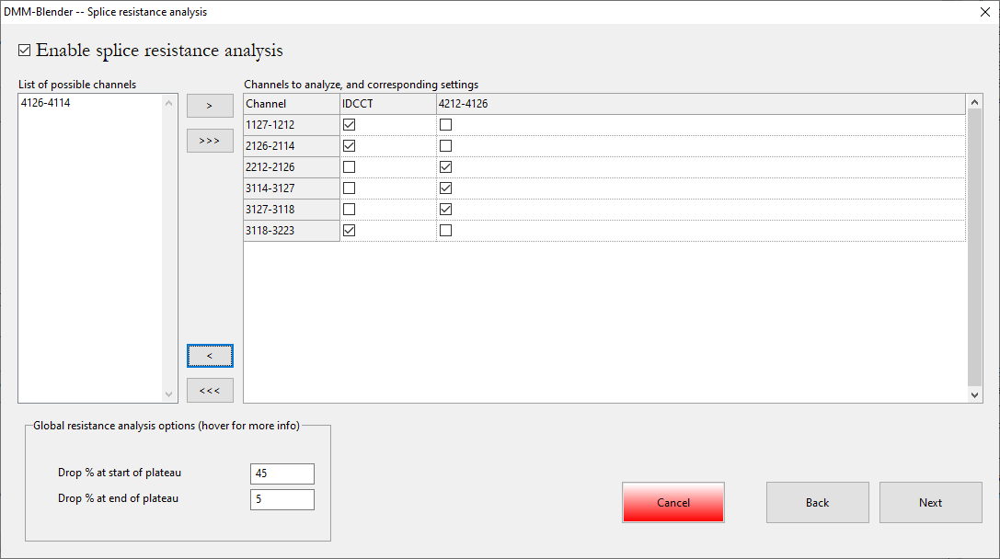 DMM-Blender -- Splice resistance analysis
Enable splice resistance analysis
List of possible channels
4126-4114
>
>>>
<
<<<
Channels to analyze, and corresponding settings
Channel IDCCT 4212-4126
1127-1212
2126-2114
2212-2126
3114-3127
3127-3118
3118-3223
Global resistance analysis options (hover for more info)
Drop % at start of plateau 45
Drop % at end of plateau 5
Cancel Back Next